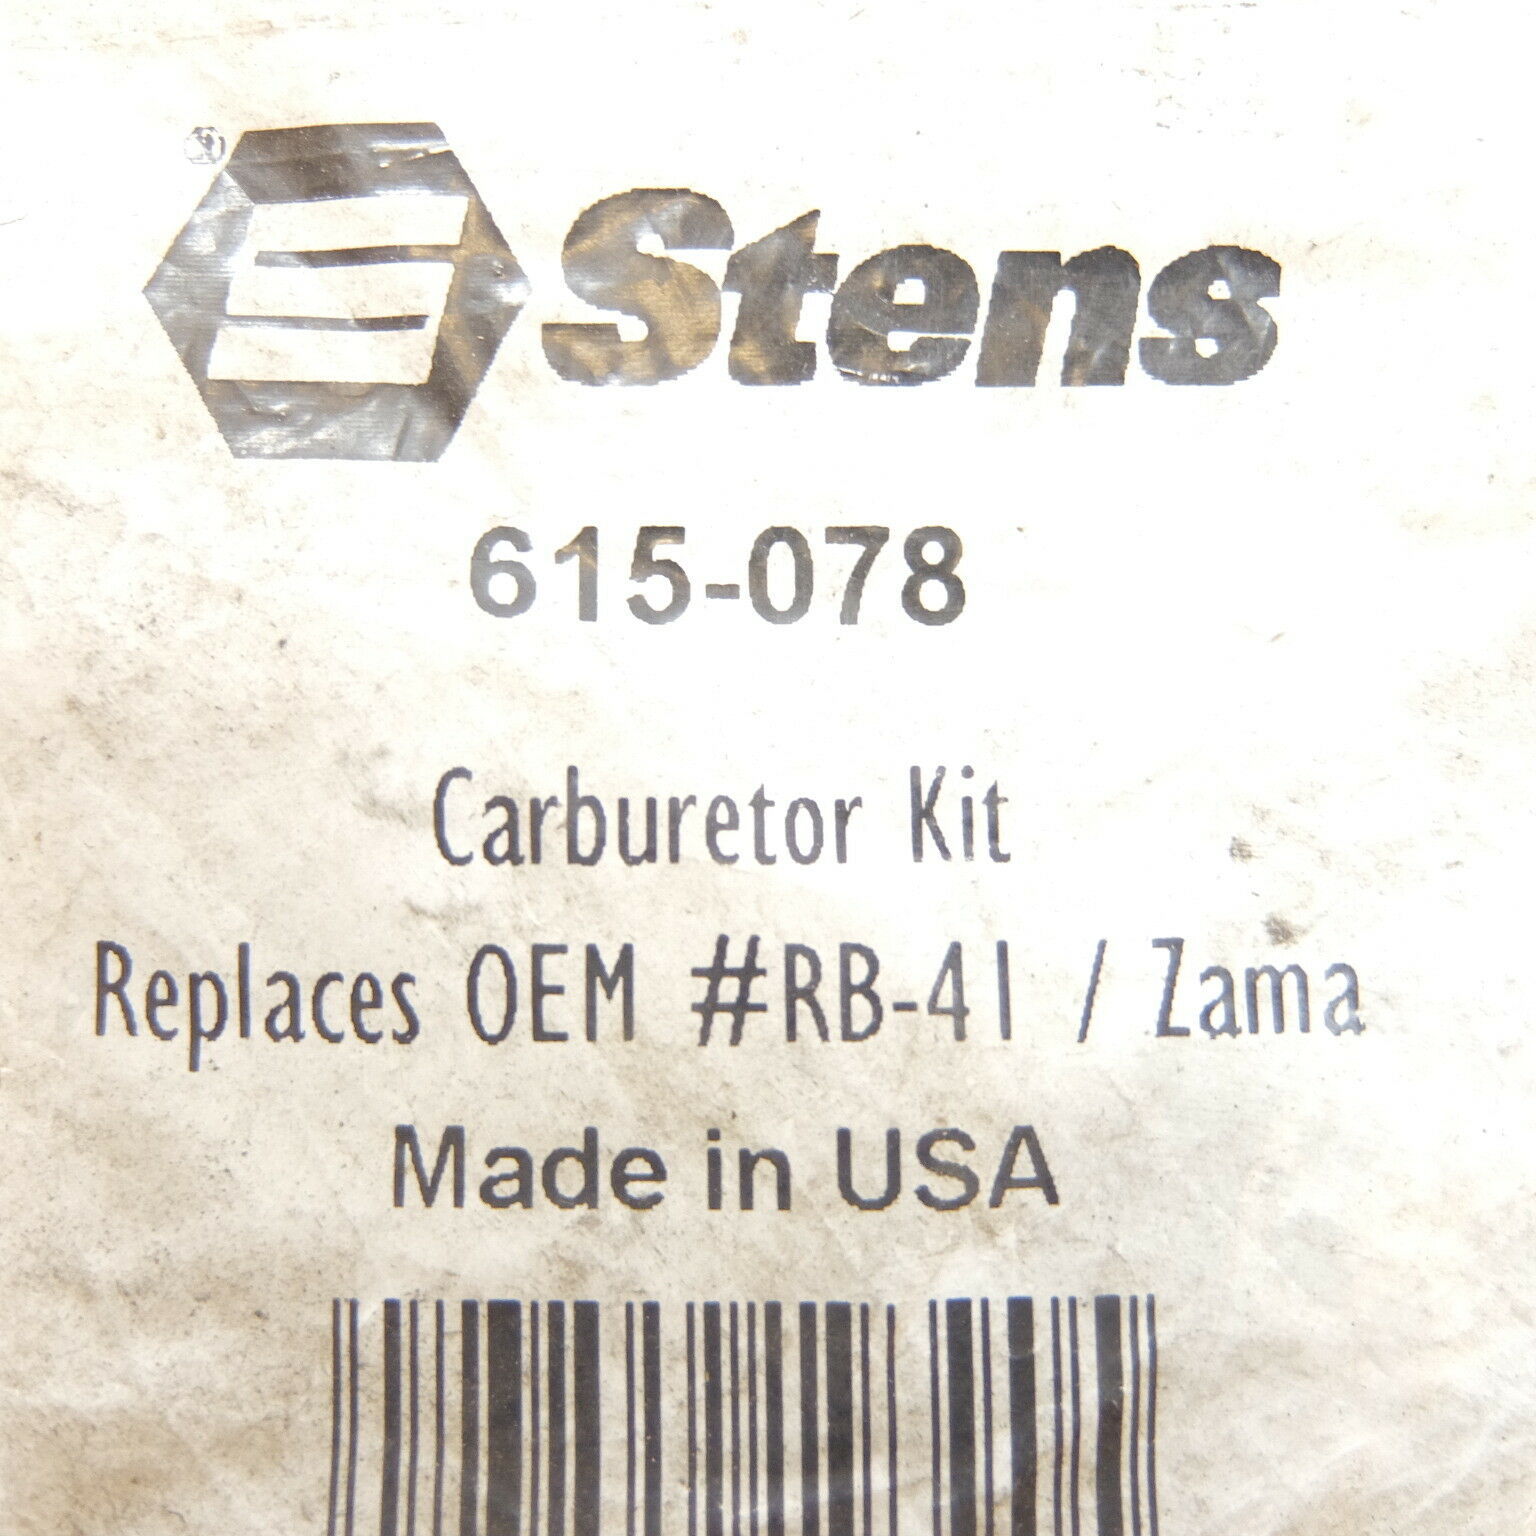 ® Stens
615-078
Carburetor Kit
Replaces OEM #RB-41 / Zama
Made in USA